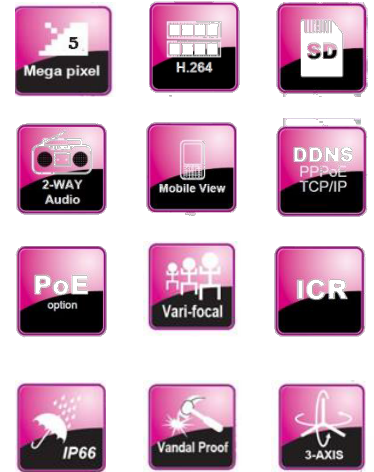 5
Mega pixel
H.264
SD
2-WAY
Audio
Mobile View
DDNS
PPPoE
TCP/IP
PoE
option
Vari-focal
ICR
IP66
Vandal Proof
3-AXIS